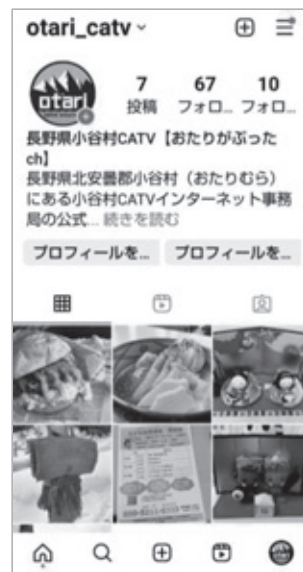 otari_catv
otari
7 67 10
投稿 フォロ... フォロ...
長野県小谷村CATV【おたりがぶったch】
長野県北安曇郡小谷村（おたりむら）
にある小谷村CATVインターネット事務
局の公式... 続きを読む
プロフィールを... プロフィールを...